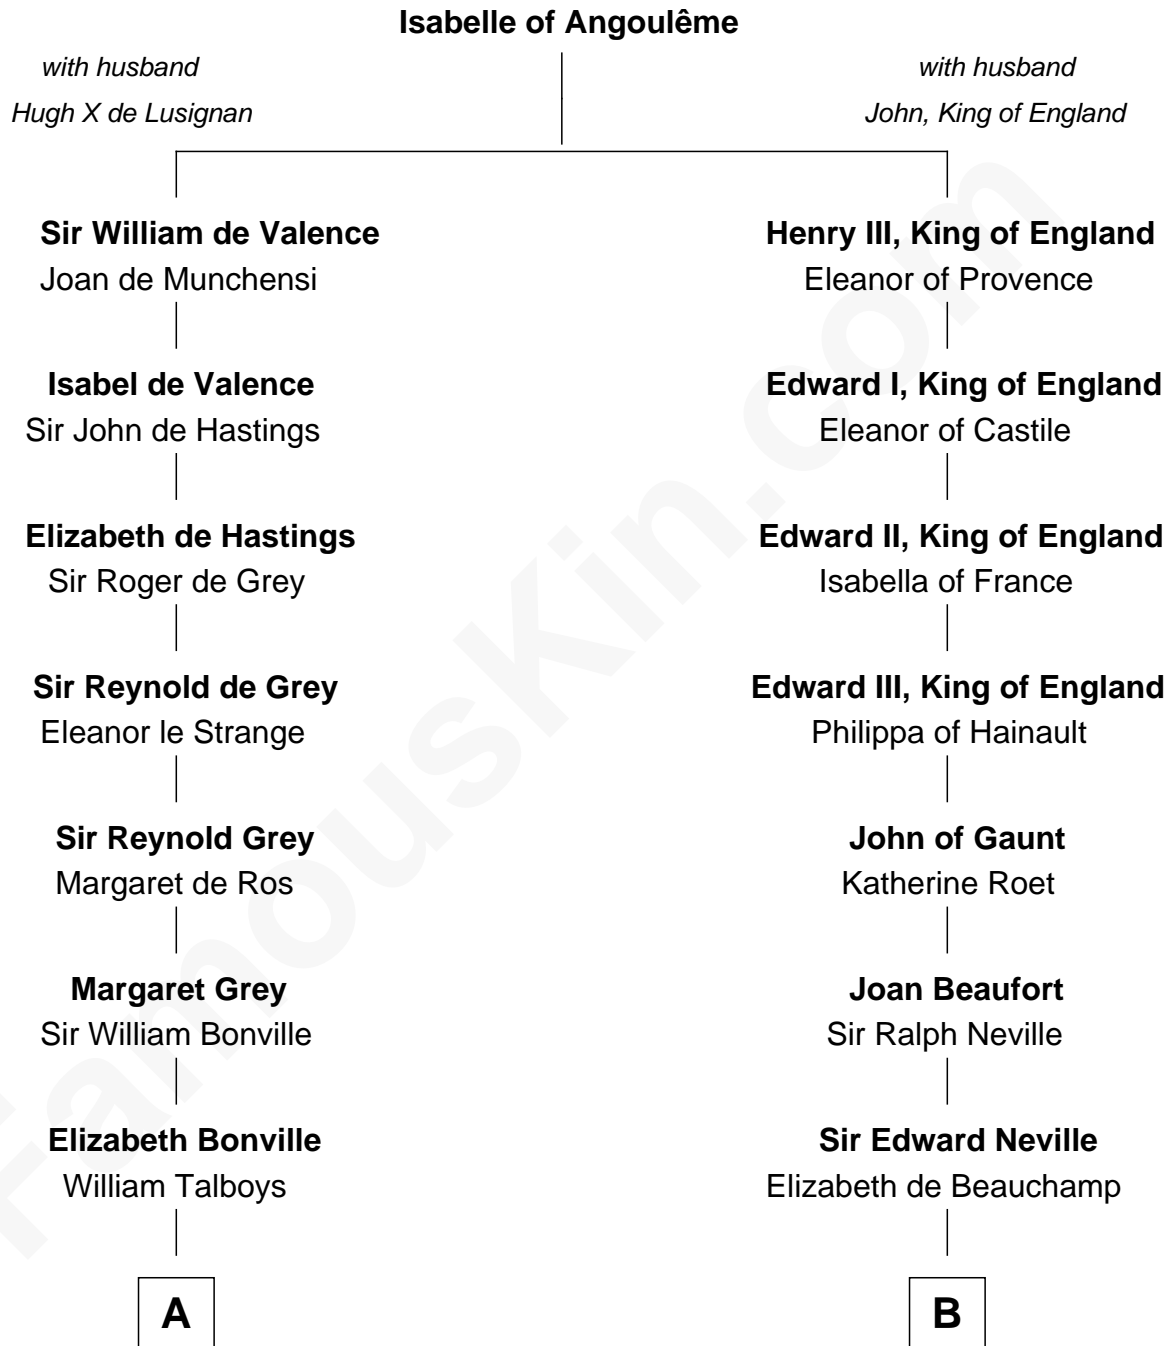 Isabelle of Angoulême
with husband
Hugh X de Lusignan
with husband
John, King of England
Sir William de Valence
Joan de Munchensi
Henry III, King of England
Eleanor of Provence
Isabel de Valence
Sir John de Hastings
Edward I, King of England
Eleanor of Castile
Elizabeth de Hastings
Sir Roger de Grey
Edward II, King of England
Isabella of France
Sir Reynold de Grey
Eleanor le Strange
Edward III, King of England
Philippa of Hainault
Sir Reynold Grey
Margaret de Ros
John of Gaunt
Katherine Roet
Margaret Grey
Sir William Bonville
Joan Beaufort
Sir Ralph Neville
Elizabeth Bonville
William Talboys
Sir Edward Neville
Elizabeth de Beauchamp
A
B
FamousKin.com